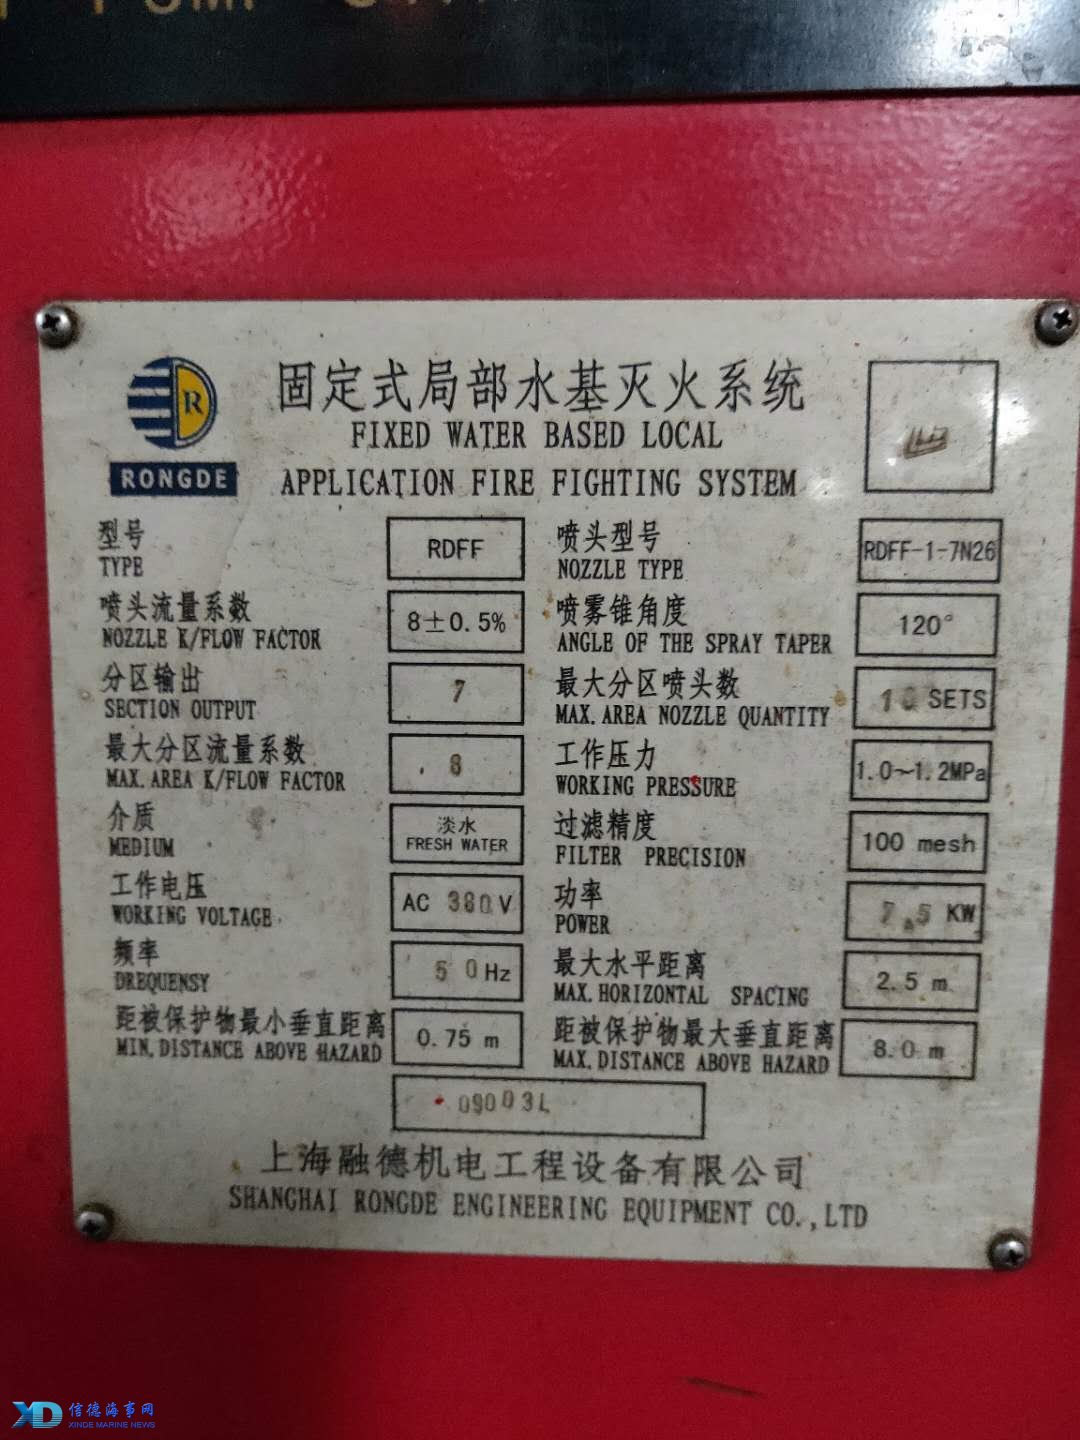 R
RONGDE
固定式局部水基灭火系统
FIXED WATER BASED LOCAL
APPLICATION FIRE FIGHTING SYSTEM
型号
TYPE
RDFF
喷头型号
NOZZLE TYPE
RDFF-1-7N26
喷头流量系数
NOZZLE K/FLOW FACTOR
8±0.5%
喷雾锥角度
ANGLE OF THE SPRAY TAPER
120°
分区输出
SECTION OUTPUT
7
最大分区喷头数
MAX.AREA NOZZLE QUANTITY
SETS
最大分区流量系数
MAX.AREA K/FLOW FACTOR
8
工作压力
WORKING PRESSURE
1.0~1.2MPa
介质
MEDIUM
淡水
FRESH WATER
过滤精度
FILTER PRECISION
100 mesh
工作电压
WORKING VOLTAGE
AC 380 V
功率
POWER
7.5 KW
频率
DREQUENSY
50Hz
最大水平距离
MAX.HORIZONTAL SPACING
2.5 m
距被保护物最小垂直距离
MIN.DISTANCE ABOVE HAZARD
0.75 m
距被保护物最大垂直距离
MAX.DISTANCE ABOVE HAZARD
8.0 m
09003L
上海融德机电工程设备有限公司
SHANGHAI RONGDE ENGINEERING EQUIPMENT CO.,LTD
XD 信德海事网
XINDE MARINE NEWS